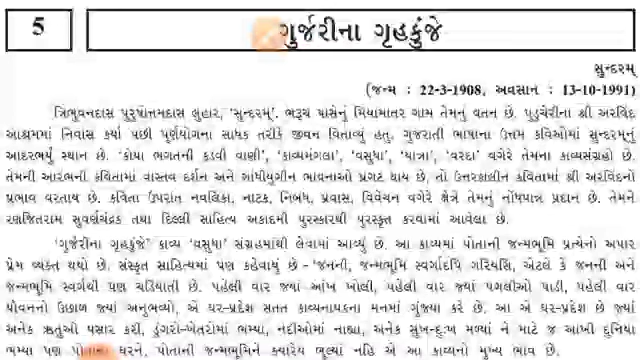 5
ગુર્જરીના ગૃહકુંજે
સુન્દરમ્
(જન્મ : 22-3-1908, અવસાન : 13-10-1991)
ત્રિભુવનદાસ પુરુષોત્તમદાસ લુહાર, 'સુન્દરમ્'. ભરૂચ પાસેનું મિયામાતર ગામ તેમનું વતન છે. પુડુચેરીના શ્રી અરવિંદ
આશ્રમમાં નિવાસ કર્યા પછી પૂર્ણયોગના સાધક તરીકે જીવન વિતાવ્યું હતું. ગુજરાતી ભાષાના ઉત્તમ કવિઓમાં સુન્દરમ્‌નું
આદરભર્યું સ્થાન છે. 'કોયા ભગતની કડવી વાણી', 'કાવ્યમંગલા', 'વસુધા', 'યાત્રા', 'વરદા' વગેરે તેમના કાવ્યસંગ્રહો છે.
તેમની આરંભની કવિતામાં વાસ્તવ દર્શન અને ગાંધીયુગીન ભાવનાઓ પ્રગટ થાય છે, તો ઉત્તરકાલીન કવિતામાં શ્રી અરવિંદનો
પ્રભાવ વરતાય છે. કવિતા ઉપરાંત નવલિકા, નાટક, નિબંધ, પ્રવાસ, વિવેચન વગેરે ક્ષેત્રે તેમનું નોંધપાત્ર પ્રદાન છે. તેમને
રણજિતરામ સુવર્ણચંદ્રક તથા દિલ્લી સાહિત્ય અકાદમી પુરસ્કારથી પુરસ્કૃત કરવામાં આવેલા છે.
'ગુર્જરીના ગૃહકુંજે' કાવ્ય 'વસુધા' સંગ્રહમાંથી લેવામાં આવ્યું છે. આ કાવ્યમાં પોતાની જન્મભૂમિ પ્રત્યેનો અપાર
પ્રેમ વ્યક્ત થયો છે. સંસ્કૃત સાહિત્યમાં પણ કહેવાયું છે - 'જનની, જન્મભૂમિ સ્વર્ગાદપિ ગરિયસિ, એટલે કે જનની અને
જન્મભૂમિ સ્વર્ગથી પણ ચડિયાતી છે. પહેલી વાર જ્યાં આંખ ખોલી, પહેલી વાર જ્યાં પગલીઓ પાડી, પહેલી વાર
યૌવનનો ઉછાળ જ્યાં અનુભવ્યો, એ ઘર-પ્રદેશ સતત કાવ્યનાયકના મનમાં ગુંજ્યા કરે છે. આ એ ઘર-પ્રદેશ છે જ્યાં
અનેક ઋતુઓ પસાર કરી, ડુંગરો-ખેતરોમાં ભમ્યા, નદીઓમાં નાહ્યા, અનેક સુખ-દુઃખ મળ્યાં ને માટે જ આખી દુનિયા
ભમ્યા પણ પોતાના ઘરને, પોતાની જન્મભૂમિને ક્યારેય ભૂલ્યાં નહિ એ આ કાવ્યનો મુખ્ય ભાવ છે.